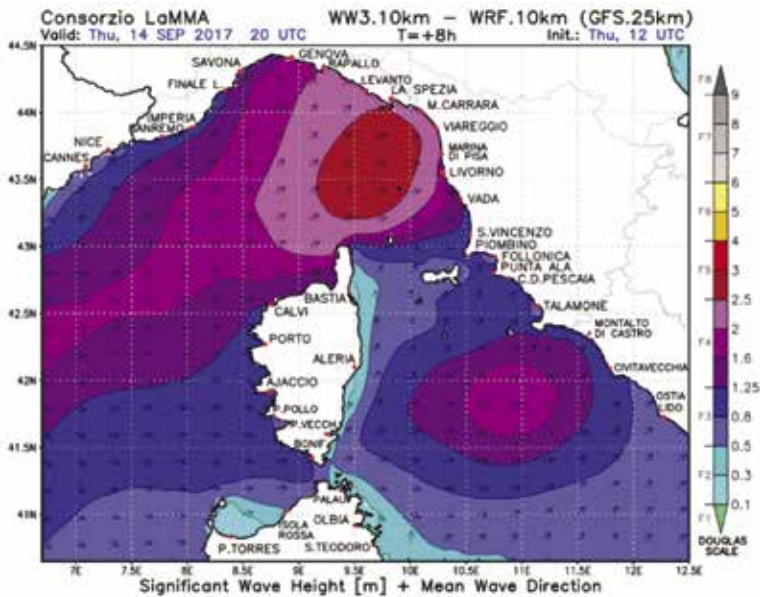 Consorzio LaMMA WW3.10km – WRF.10km (GFS.25km)
Valid: Thu, 14 SEP 2017 20 UTC T=+8h Init.: Thu, 12 UTC
44.5N
44N
43.5N
43N
42.5N
42N
41.5N
41N
GENOVA
SAVONA
RAPALLO
FINALE L
LEVANTO
LA SPEZIA
M.CARRARA
IMPERIA
SANREMO
VIAREGGIO
NICE
CANNES
MARINA
DI PISA
LIVORNO
VADA
S.VINCENZO
PIOMBINO
FOLLONICA
PUNTA ALA
C.D.PESCAIA
BASTIA
CALVI
TALAMONE
MONTALTO
DI CASTRO
PORTO
ALERIA
CIVITAVECCHIA
AJACCIO
OSTIA
LIDO
P.POLLO
P.VECCH
BONIF
PALAU
ISOLA
ROSSA
OLBIA
P.TORRES
S.TEODORO
7E 7.5E 8E 8.5E 9E 9.5E 10E 10.5E 11E 11.5E 12E 12.5E
Significant Wave Height [m] + Mean Wave Direction
F8
9
8
F7
7
6
F6
5
4
F5
3
2.5
2
F4
1.6
1.25
F3
0.8
0.5
F2
0.3
0.1
F1
DOUGLAS
SCALE